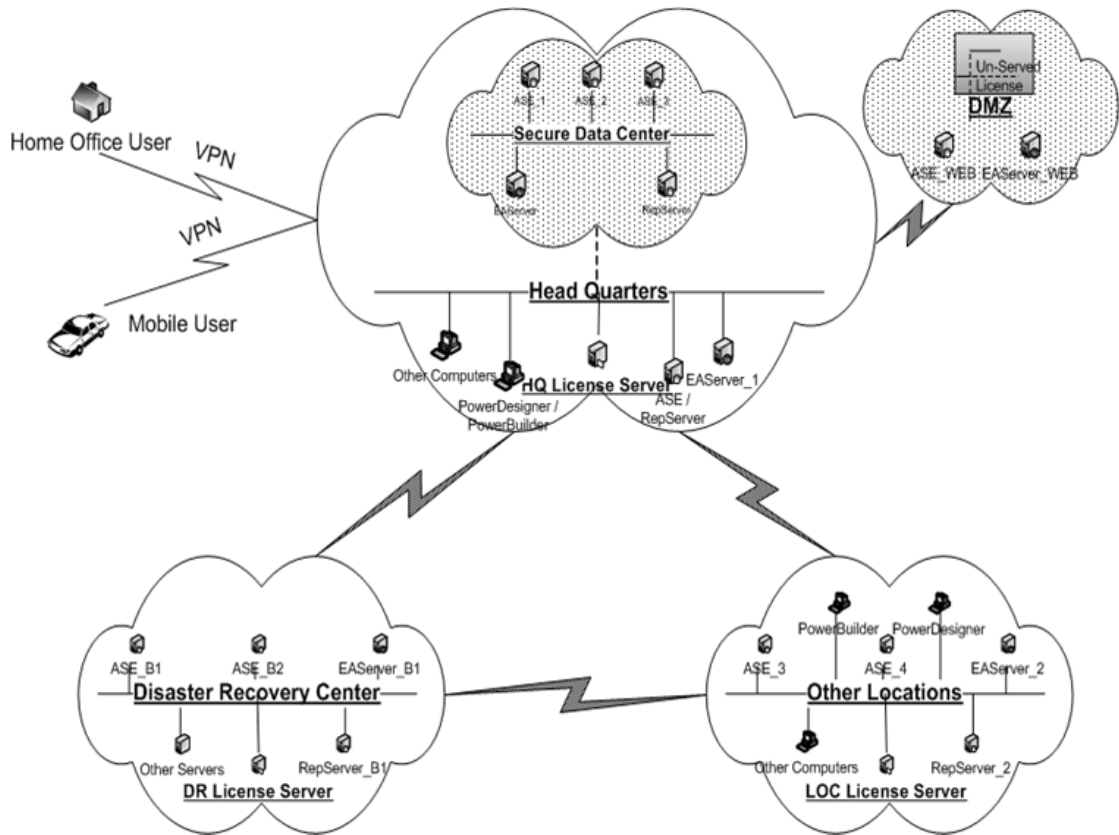 ASE_1
ASE_2
ASE_3
Secure Data Center
EAServer
RepServer
Un-Served
License
DMZ
ASE_WEB
EAServer_WEB
Home Office User
VPN
VPN
Mobile User
Head Quarters
Other Computers
PowerDesigner /
PowerBuilder
HQ License Server
ASE /
RepServer
EAServer_1
ASE_B1
ASE_B2
EAServer_B1
Disaster Recovery Center
Other Servers
RepServer_B1
DR License Server
PowerBuilder
PowerDesigner
ASE_3
ASE_4
EAServer_2
Other Locations
Other Computers
RepServer_2
LOC License Server